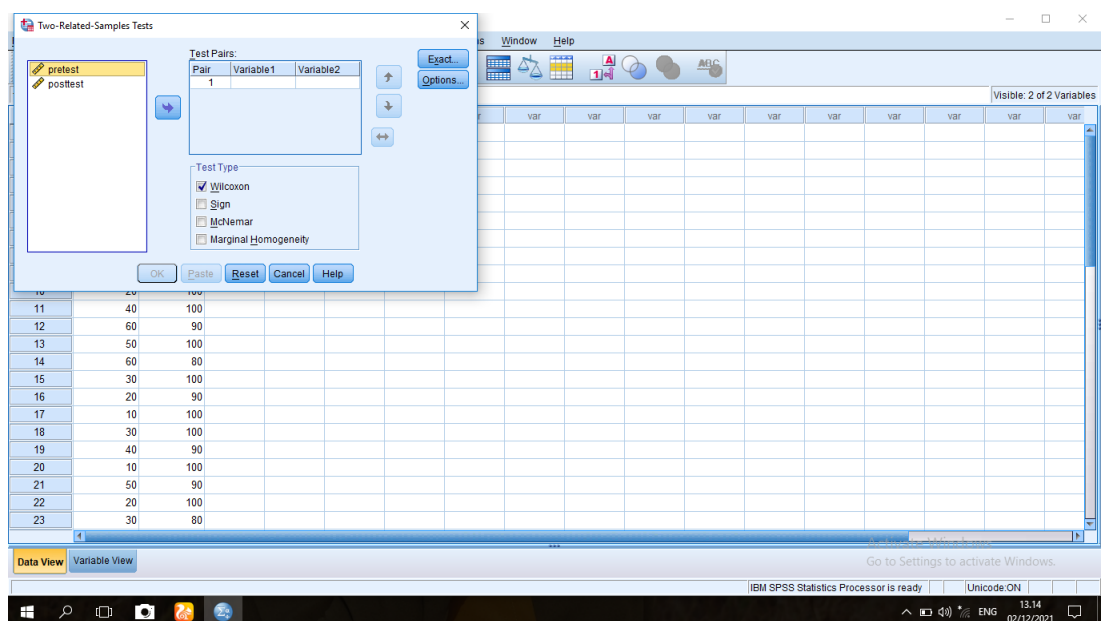 Two-Related-Samples Tests
Window Help
Test Pairs:
pretest
posttest
Pair Variable1 Variable2
1
Exact...
Options...
Test Type
Wilcoxon
Sign
McNemar
Marginal Homogeneity
OK Paste Reset Cancel Help
Visible: 2 of 2 Variables
var var var var var var var var var var
11 40 100
12 60 90
13 50 100
14 60 80
15 30 100
16 20 90
17 10 100
18 30 100
19 40 90
20 10 100
21 50 90
22 20 100
23 30 80
Data View Variable View
Go to Settings to activate Windows.
IBM SPSS Statistics Processor is ready Unicode:ON
ENG 13.14
02/12/2021